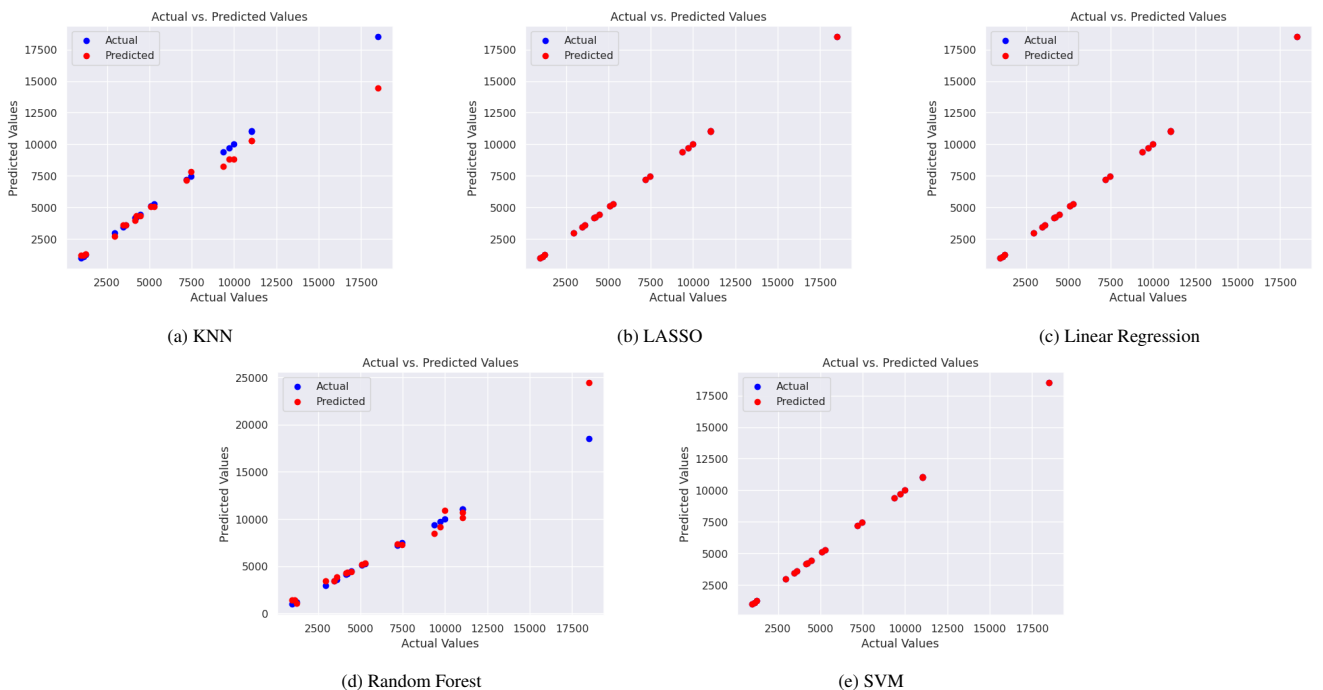 Actual vs. Predicted Values
Actual
Predicted
Predicted Values
17500
15000
12500
10000
7500
5000
2500
2500 5000 7500 10000 12500 15000 17500
Actual Values
(a) KNN
Actual vs. Predicted Values
Actual
Predicted
Predicted Values
17500
15000
12500
10000
7500
5000
2500
2500 5000 7500 10000 12500 15000 17500
Actual Values
(b) LASSO
Actual vs. Predicted Values
Actual
Predicted
Predicted Values
17500
15000
12500
10000
7500
5000
2500
2500 5000 7500 10000 12500 15000 17500
Actual Values
(c) Linear Regression
Actual vs. Predicted Values
Actual
Predicted
Predicted Values
25000
20000
15000
10000
5000
0
2500 5000 7500 10000 12500 15000 17500
Actual Values
(d) Random Forest
Actual vs. Predicted Values
Actual
Predicted
Predicted Values
17500
15000
12500
10000
7500
5000
2500
2500 5000 7500 10000 12500 15000 17500
Actual Values
(e) SVM